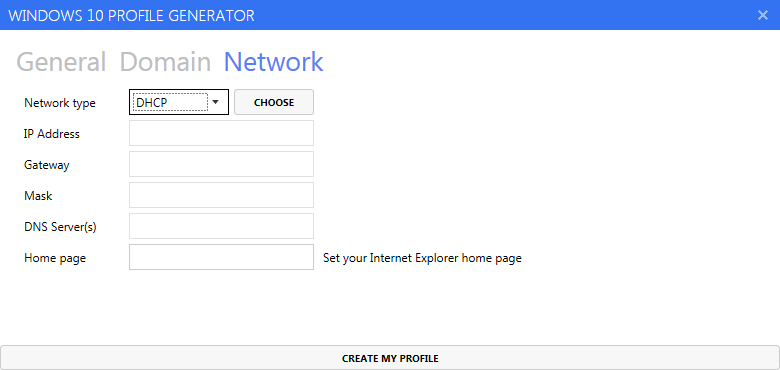 WINDOWS 10 PROFILE GENERATOR
General Domain Network
Network type DHCP CHOOSE
IP Address
Gateway
Mask
DNS Server(s)
Home page Set your Internet Explorer home page
CREATE MY PROFILE